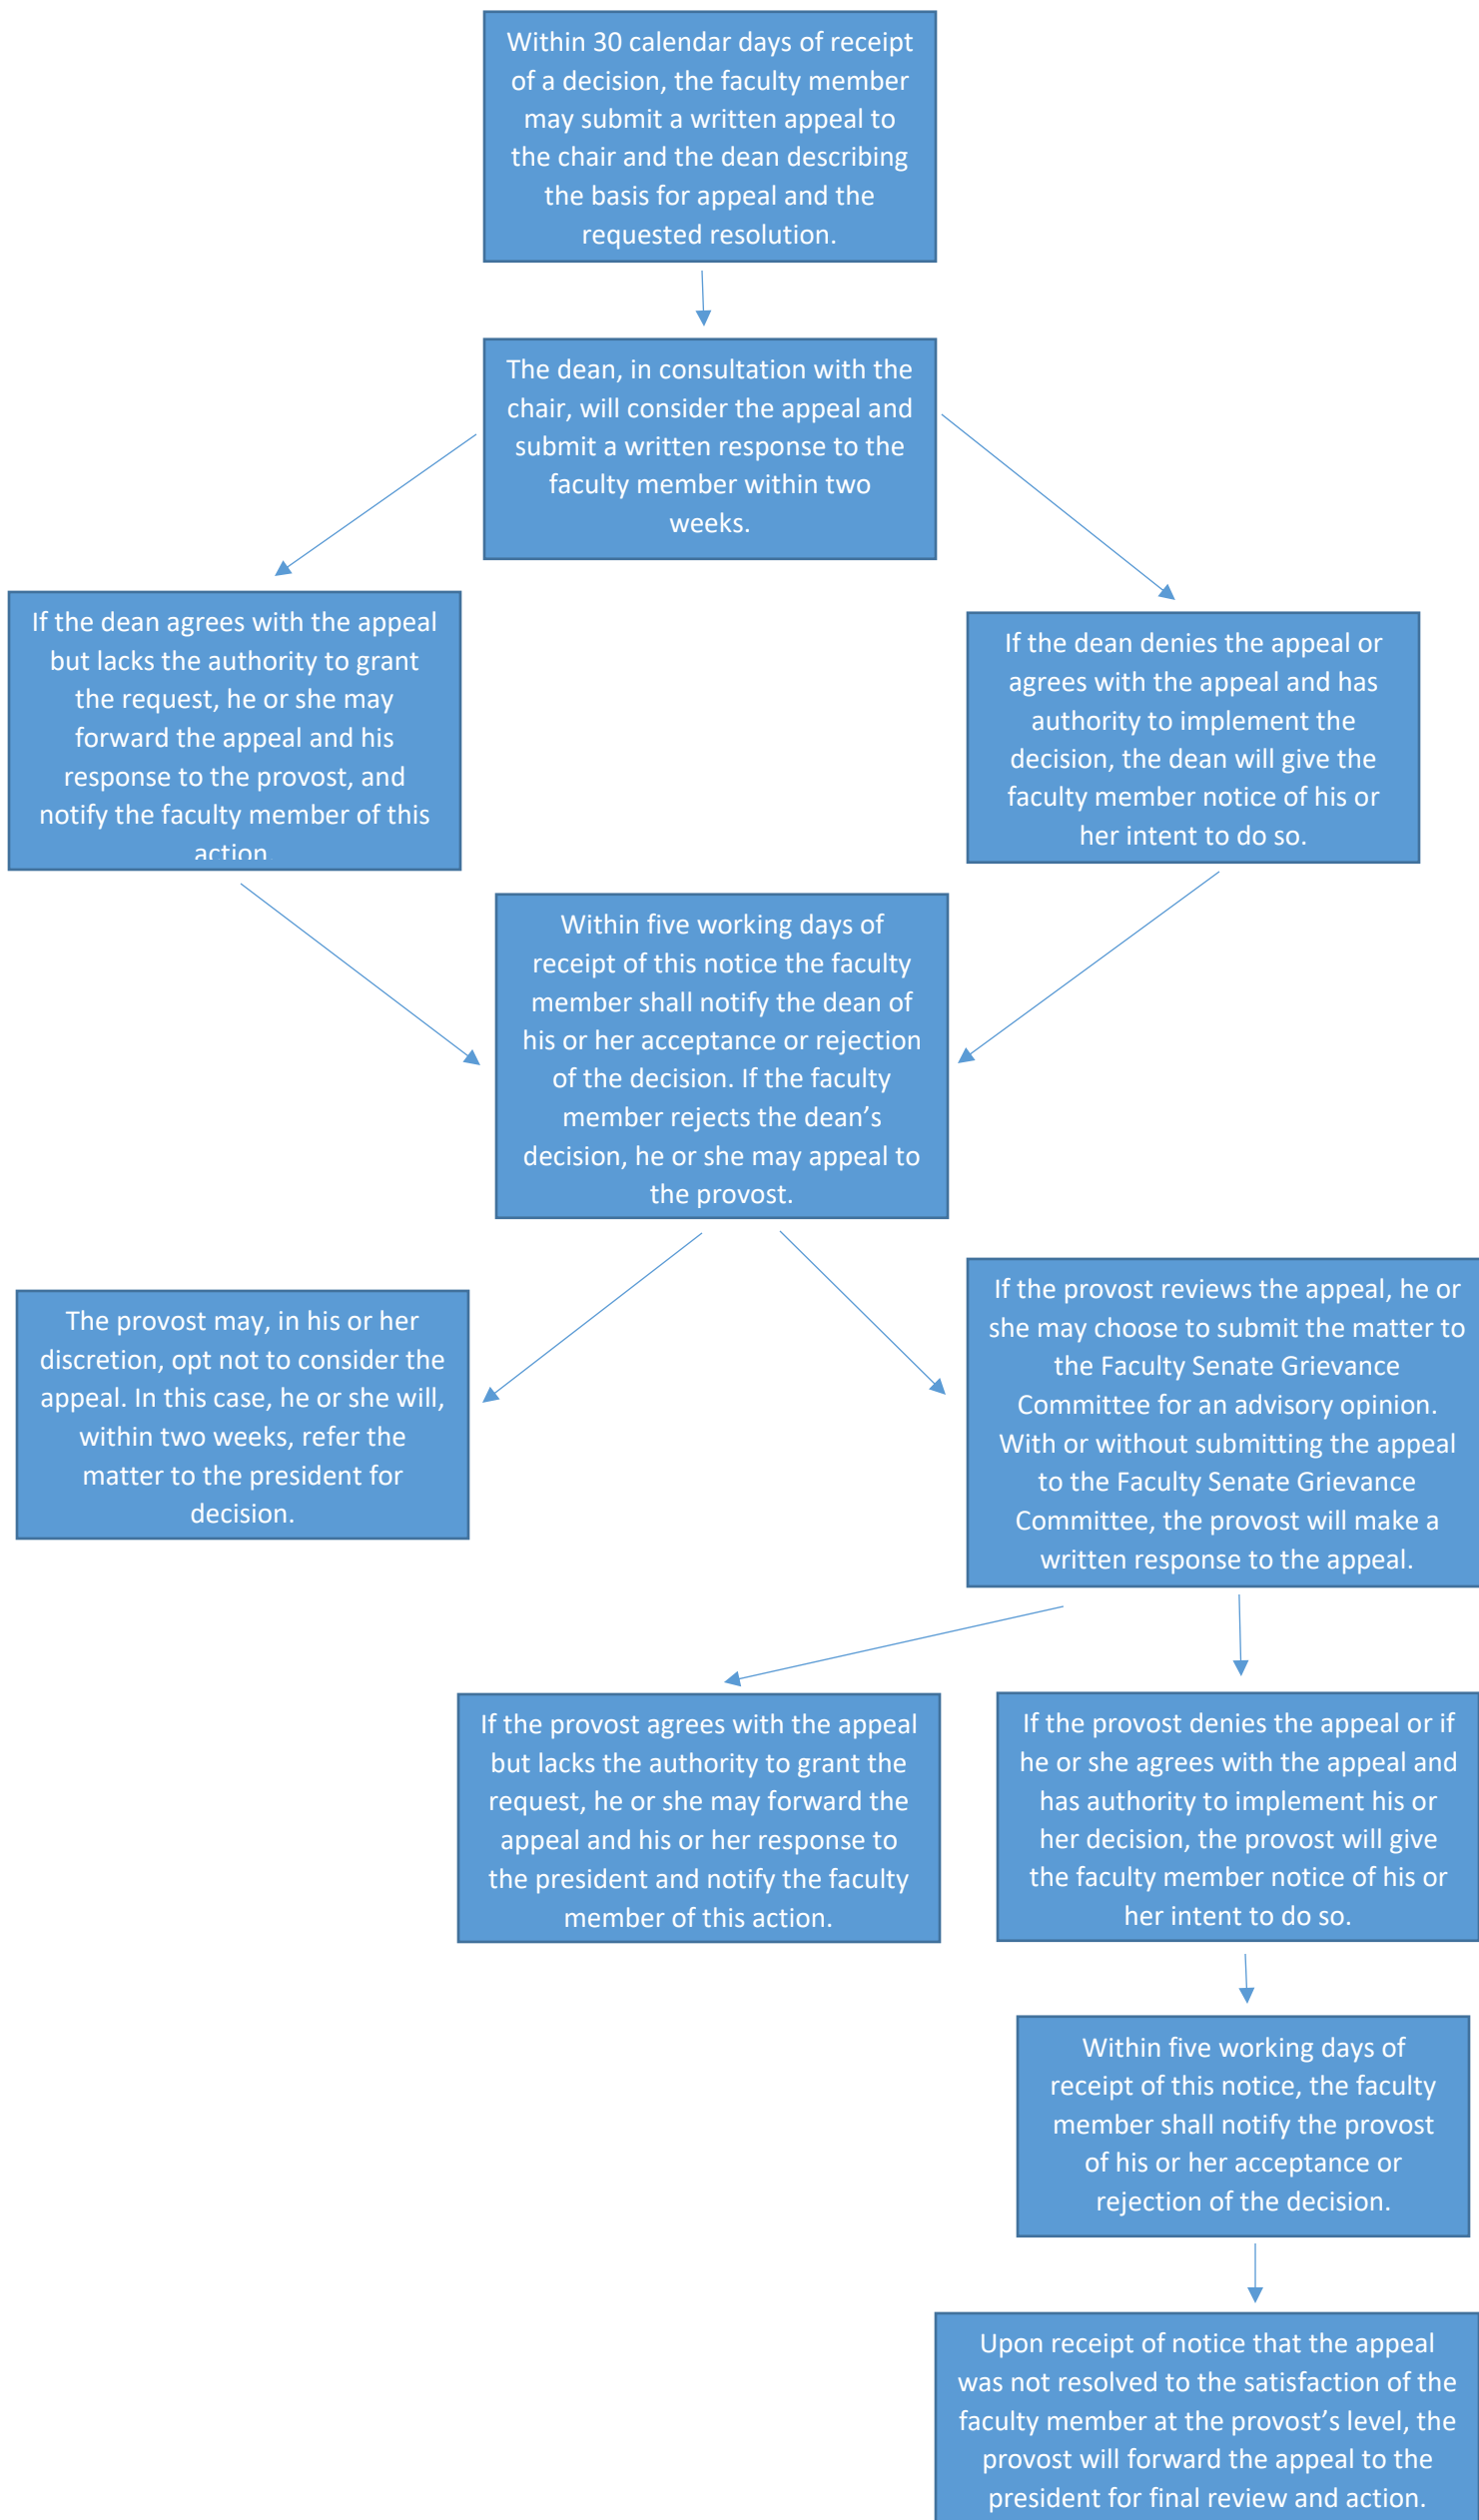 Within 30 calendar days of receipt
of a decision, the faculty member
may submit a written appeal to
the chair and the dean describing
the basis for appeal and the
requested resolution.
The dean, in consultation with the
chair, will consider the appeal and
submit a written response to the
faculty member within two
weeks.
If the dean agrees with the appeal
but lacks the authority to grant
the request, he or she may
forward the appeal and his
response to the provost, and
notify the faculty member of this
action.
If the dean denies the appeal or
agrees with the appeal and has
authority to implement the
decision, the dean will give the
faculty member notice of his or
her intent to do so.
Within five working days of
receipt of this notice the faculty
member shall notify the dean of
his or her acceptance or rejection
of the decision. If the faculty
member rejects the dean’s
decision, he or she may appeal to
the provost.
The provost may, in his or her
discretion, opt not to consider the
appeal. In this case, he or she will,
within two weeks, refer the
matter to the president for
decision.
If the provost reviews the appeal, he or
she may choose to submit the matter to
the Faculty Senate Grievance
Committee for an advisory opinion.
With or without submitting the appeal
to the Faculty Senate Grievance
Committee, the provost will make a
written response to the appeal.
If the provost agrees with the appeal
but lacks the authority to grant the
request, he or she may forward the
appeal and his or her response to
the president and notify the faculty
member of this action.
If the provost denies the appeal or if
he or she agrees with the appeal and
has authority to implement his or
her decision, the provost will give
the faculty member notice of his or
her intent to do so.
Within five working days of
receipt of this notice, the faculty
member shall notify the provost
of his or her acceptance or
rejection of the decision.
Upon receipt of notice that the appeal
was not resolved to the satisfaction of the
faculty member at the provost’s level, the
provost will forward the appeal to the
president for final review and action.